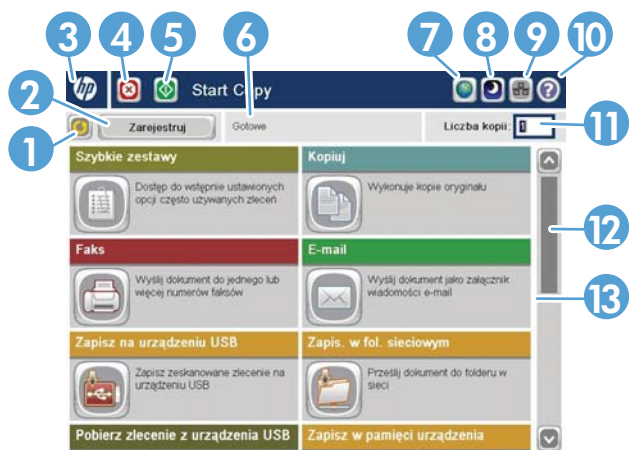 3 4 5 6 7 8 9 10
hp Start Copy ?
2 Zarejestruj Gotowe Liczba kopii: 1 11
1
Szybkie zestawy
Dostęp do wstępnie ustawionych
opcji często używanych zleceń
Kopiuj
Wykonuje kopie oryginału
12
Faks
Wyślij dokument do jednego lub
więcej numerów faksów
E-mail
Wyślij dokument jako załącznik
wiadomości e-mail
13
Zapisz na urządzeniu USB
Zapisz zeskanowane zlecenie na
urządzeniu USB
Zapis. w fol. sieciowym
Prześlij dokument do folderu w
sieci
Pobierz zlecenie z urządzenia USB
Zapisz w pamięci urządzenia